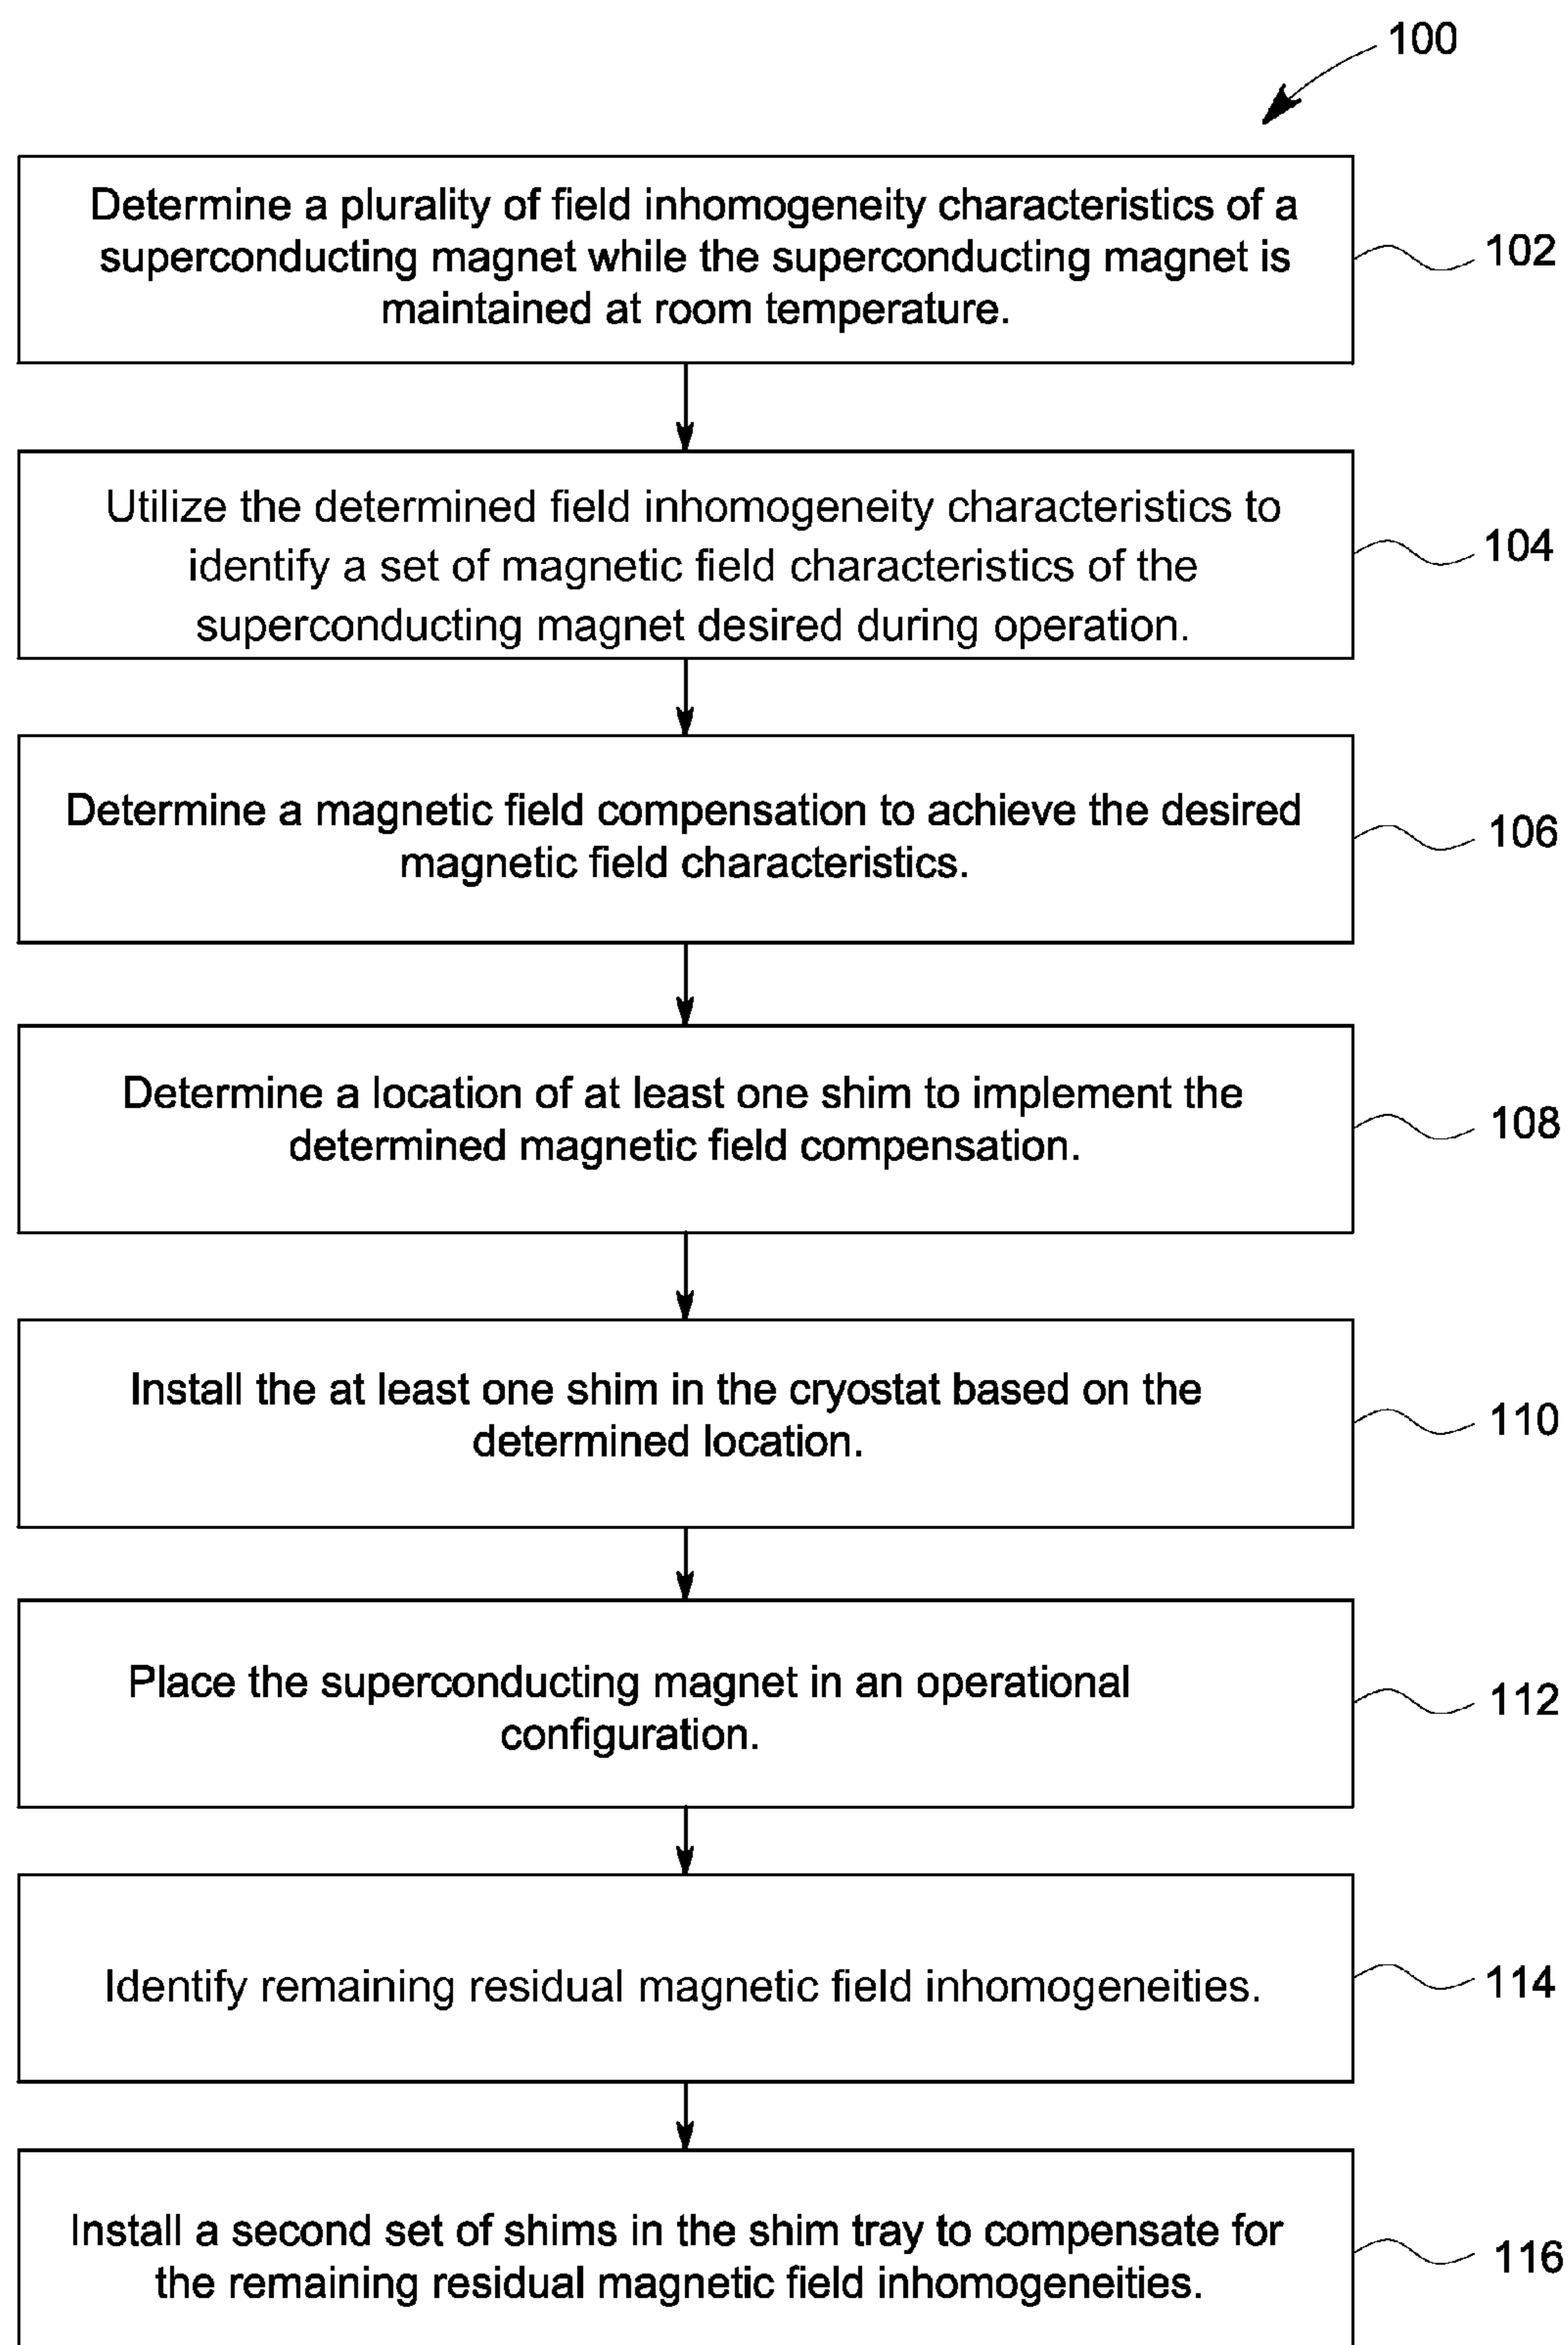 100
Determine a plurality of field inhomogeneity characteristics of a
superconducting magnet while the superconducting magnet is
maintained at room temperature.
102
Utilize the determined field inhomogeneity characteristics to
identify a set of magnetic field characteristics of the
superconducting magnet desired during operation.
104
Determine a magnetic field compensation to achieve the desired
magnetic field characteristics.
106
Determine a location of at least one shim to implement the
determined magnetic field compensation.
108
Install the at least one shim in the cryostat based on the
determined location.
110
Place the superconducting magnet in an operational
configuration.
112
Identify remaining residual magnetic field inhomogeneities.
114
Install a second set of shims in the shim tray to compensate for
the remaining residual magnetic field inhomogeneities.
116